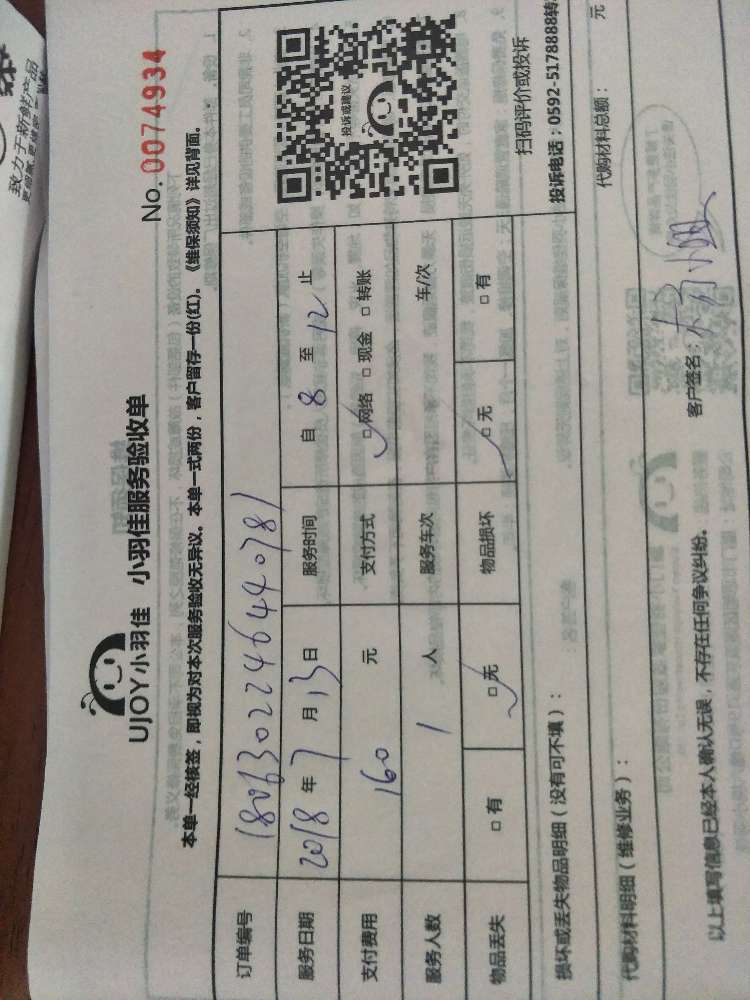 致力于新鲜产品
No.0074934
UJOY小羽佳 小羽佳服务验收单
本单一经核签，即视为对本次服务验收无异议。本单一式两份，客户留存一份(红)。《维保须知》详见背面。
订单编号 1806302246440781
服务日期 2018 年 7 月 13 日 服务时间 自 8 至 12 止
支付费用 160 元 支付方式 □ 网络 □ 现金 □ 转账
服务人数 1 人 服务车次 车/次
物品丢失 □ 有 □ 无 物品损坏 □ 无 □ 有
投诉或建议
扫码评价或投诉
损坏或丢失物品明细（没有可不填）：
投诉电话：0592-5178888转
代购材料明细（维修业务）：
代购材料总额： 元
以上填写信息已经本人确认无误，不存在任何争议纠纷。 客户签名：